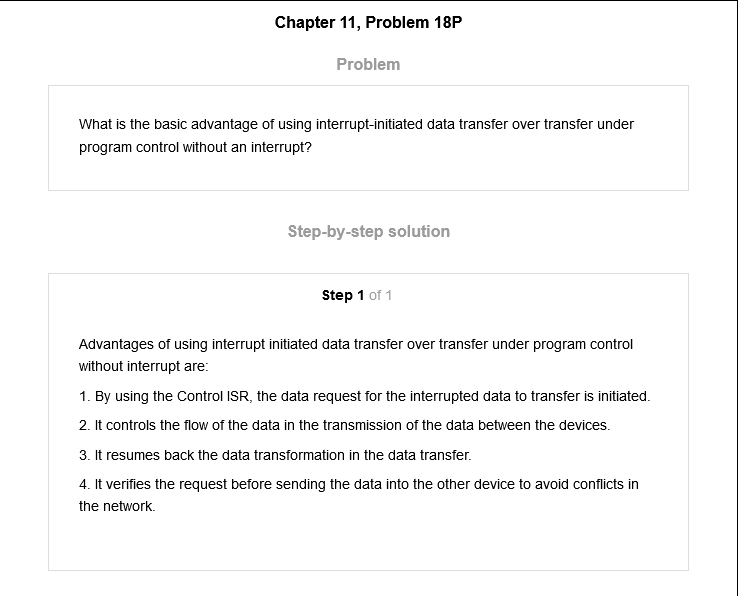 Chapter 11, Problem 18P
Problem
What is the basic advantage of using interrupt-initiated data transfer over transfer under
program control without an interrupt?
Step-by-step solution
Step 1 of 1
Advantages of using interrupt initiated data transfer over transfer under program control
without interrupt are:
1. By using the Control ISR, the data request for the interrupted data to transfer is initiated.
2. It controls the flow of the data in the transmission of the data between the devices.
3. It resumes back the data transformation in the data transfer.
4. It verifies the request before sending the data into the other device to avoid conflicts in
the network.